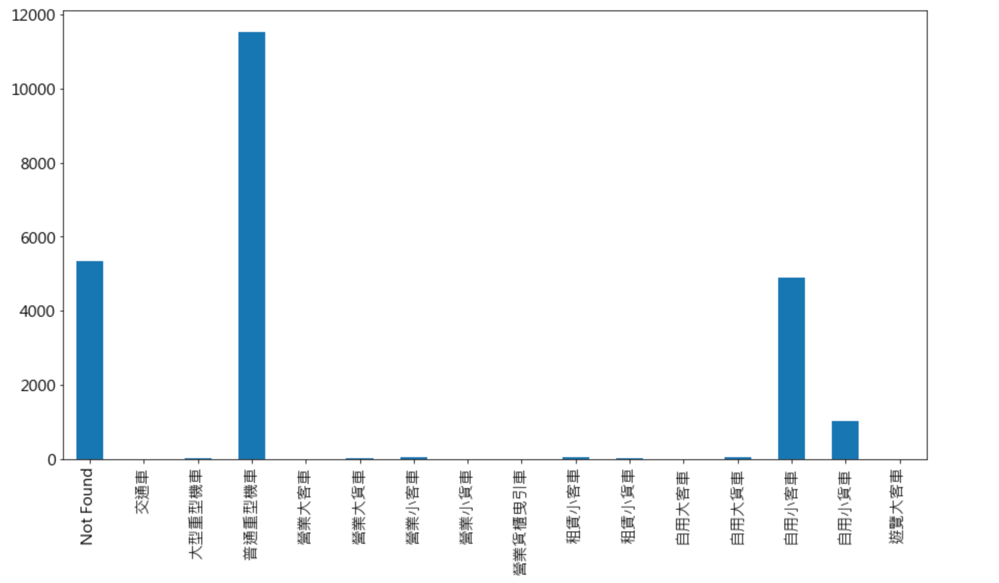 12000
10000
8000
6000
4000
2000
0
Not Found
交通車
大型重型機車
普通重型機車
營業大客車
營業大貨車
營業小客車
營業小貨車
營業貨櫃曳引車
租賃小客車
租賃小貨車
自用大客車
自用大貨車
自用小客車
自用小貨車
遊覽大客車